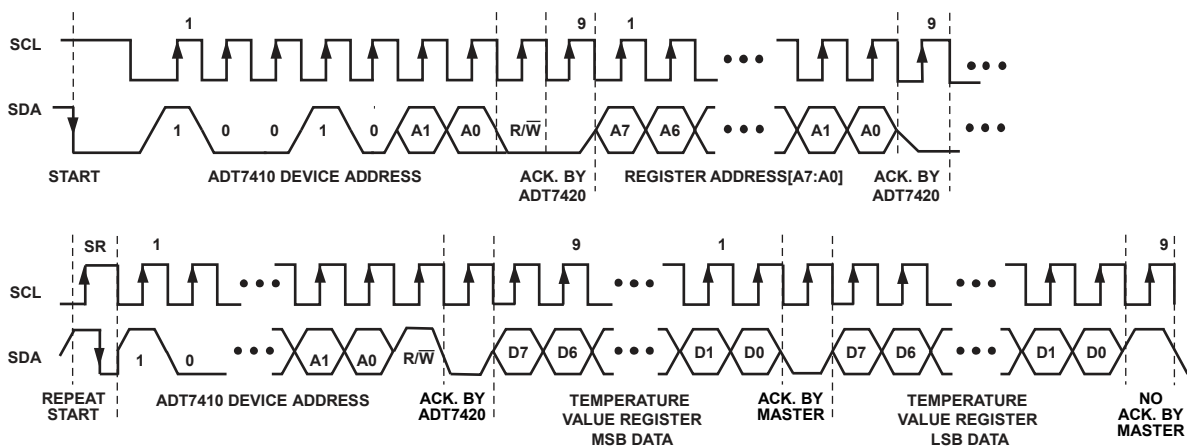 1 9 1 9
SCL
SDA
1 0 0 1 0 A1 A0 R/W̅ A7 A6 A1 A0
START ADT7410 DEVICE ADDRESS ACK. BY ADT7420 REGISTER ADDRESS[A7:A0] ACK. BY ADT7420
SR 1 9 1 9
SCL
SDA
1 0 A1 A0 R/W̅ D7 D6 D1 D0 D7 D6 D1 D0
REPEAT START
ADT7410 DEVICE ADDRESS
ACK. BY ADT7420
TEMPERATURE
VALUE REGISTER
MSB DATA
ACK. BY
MASTER
TEMPERATURE
VALUE REGISTER
LSB DATA
NO
ACK. BY
MASTER